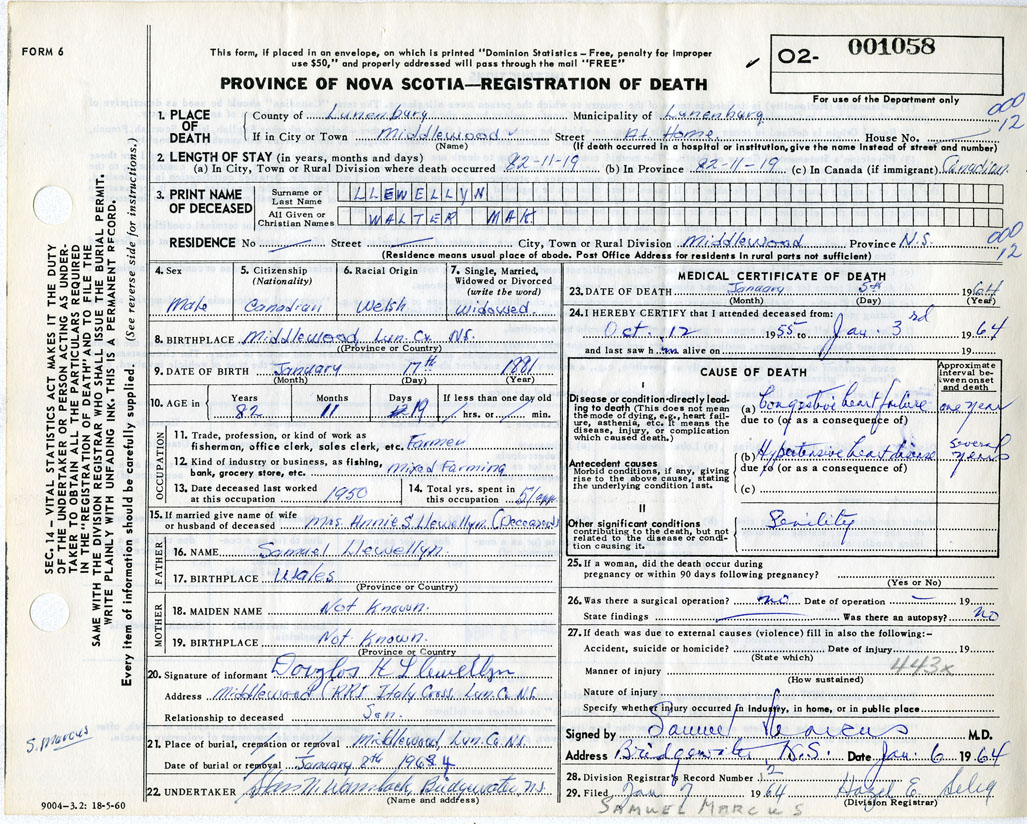 FORM 6
This form, if placed in an envelope, on which is printed "Dominion Statistics – Free, penalty for improper
use $50," and properly addressed will pass through the mail "FREE"
02- 001058
For use of the Department only
PROVINCE OF NOVA SCOTIA—REGISTRATION OF DEATH
000
12
1. PLACE OF DEATH
County of Lunenburg Municipality of Lunenburg
If in City or Town Middlewood Street At Home House No.
(Name) (If death occurred in a hospital or institution, give the name instead of street and number)
2. LENGTH OF STAY (in years, months and days)
(a) In City, Town or Rural Division where death occurred 82-11-19 (b) In Province 82-11-19 (c) In Canada (if immigrant) Canadian
3. PRINT NAME OF DECEASED
Surname or Last Name LLEWELLYN
All Given or Christian Names WALTER MAK
RESIDENCE No Street City, Town or Rural Division Middlewood Province N.S.
(Residence means usual place of abode. Post Office Address for residents in rural parts not sufficient)
000
12
4. Sex
Male
5. Citizenship
(Nationality)
Canadian
6. Racial Origin
Welsh
7. Single, Married,
Widowed or Divorced
(write the word)
Widowed.
8. BIRTHPLACE Middlewood Lun. Co. N.S.
(Province or Country)
9. DATE OF BIRTH January 17th 1881
(Month) (Day) (Year)
10. AGE in
Years Months Days If less than one day old
82 11 19 hrs. or min.
OCCUPATION
11. Trade, profession, or kind of work as
fisherman, office clerk, sales clerk, etc. Farmer
12. Kind of industry or business, as fishing,
bank, grocery store, etc. Mixed Farming
13. Date deceased last worked
at this occupation 1950
14. Total yrs. spent in
this occupation 51
15. If married give name of wife
or husband of deceased Mrs. Annie S. Llewellyn (Deceased)
FATHER
16. NAME Samuel Llewellyn.
17. BIRTHPLACE Wales
(Province or Country)
MOTHER
18. MAIDEN NAME Not Known.
19. BIRTHPLACE Not Known.
(Province or Country)
20. Signature of informant Douglas K Llewellyn
Address Middlewood (RR1 Italy Cross. Lun. Co N.S.
Relationship to deceased Son.
21. Place of burial, cremation or removal Middlewood, Lun. Co N.S.
Date of burial or removal January 8th 1964
22. UNDERTAKER Bridgewater N.S.
(Name and address)
9004-3.2: 18-5-60
MEDICAL CERTIFICATE OF DEATH
23. DATE OF DEATH January 5th 1964
(Month) (Day) (Year)
24. I HEREBY CERTIFY that I attended deceased from:
Oct. 12 1955 to Jan. 3rd 1964
and last saw him alive on 19
CAUSE OF DEATH
Approximate
interval be-
tween onset
and death
I
Disease or condition directly lead-
ing to death (This does not mean
the mode of dying, e.g., heart fail-
ure, asthenia, etc. It means the
disease, injury, or complication
which caused death.)
(a) Congestive heart failure one year
due to (or as a consequence of)
Antecedent causes
Morbid conditions, if any, giving
rise to the above cause, stating
the underlying condition last.
(b) Hypertensive heart disease several years
due to (or as a consequence of)
(c)
II
Other significant conditions
contributing to the death, but not
related to the disease or condi-
tion causing it.
Senility
25. If a woman, did the death occur during
pregnancy or within 90 days following pregnancy?
(Yes or No)
26. Was there a surgical operation? no Date of operation — 19
State findings Was there an autopsy? no
27. If death was due to external causes (violence) fill in also the following:–
Accident, suicide or homicide? Date of injury 19
(State which)
443x
Manner of injury
(How sustained)
Nature of injury
Specify whether injury occurred in industry, in home, or in public place
Signed by Samuel Marcus M.D.
Address Bridgewater, N.S. Date Jan. 6 1964
28. Division Registrar's Record Number 2
29. Filed Jan 7 1964 Hazel E. Selig
(Division Registrar)
SAMUEL MARCUS
SEC. 14 – VITAL STATISTICS ACT MAKES IT THE DUTY
OF THE UNDERTAKER OR PERSON ACTING AS UNDER-
TAKER TO OBTAIN ALL THE PARTICULARS REQUIRED
IN THE "REGISTRATION OF DEATH" AND TO FILE THE
SAME WITH THE DIVISION REGISTRAR WHO SHALL ISSUE THE BURIAL PERMIT.
WRITE PLAINLY WITH UNFADING INK. THIS IS A PERMANENT RECORD.
Every item of information should be carefully supplied. (See reverse side for instructions.)
S. Marcus